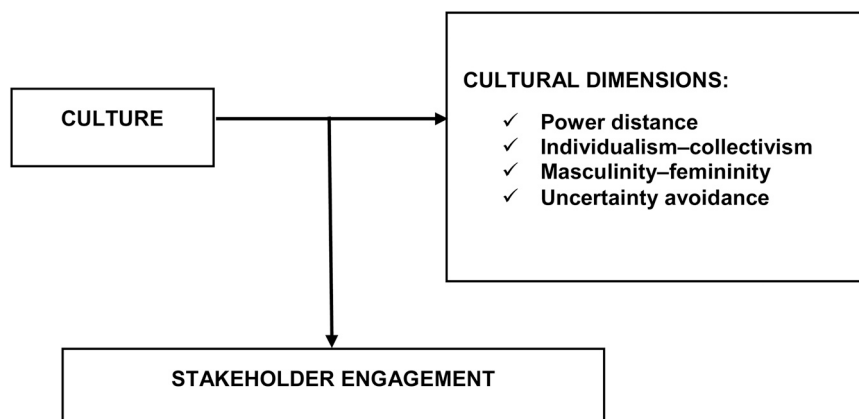 CULTURE
CULTURAL DIMENSIONS:
✓ Power distance
✓ Individualism–collectivism
✓ Masculinity–femininity
✓ Uncertainty avoidance
STAKEHOLDER ENGAGEMENT